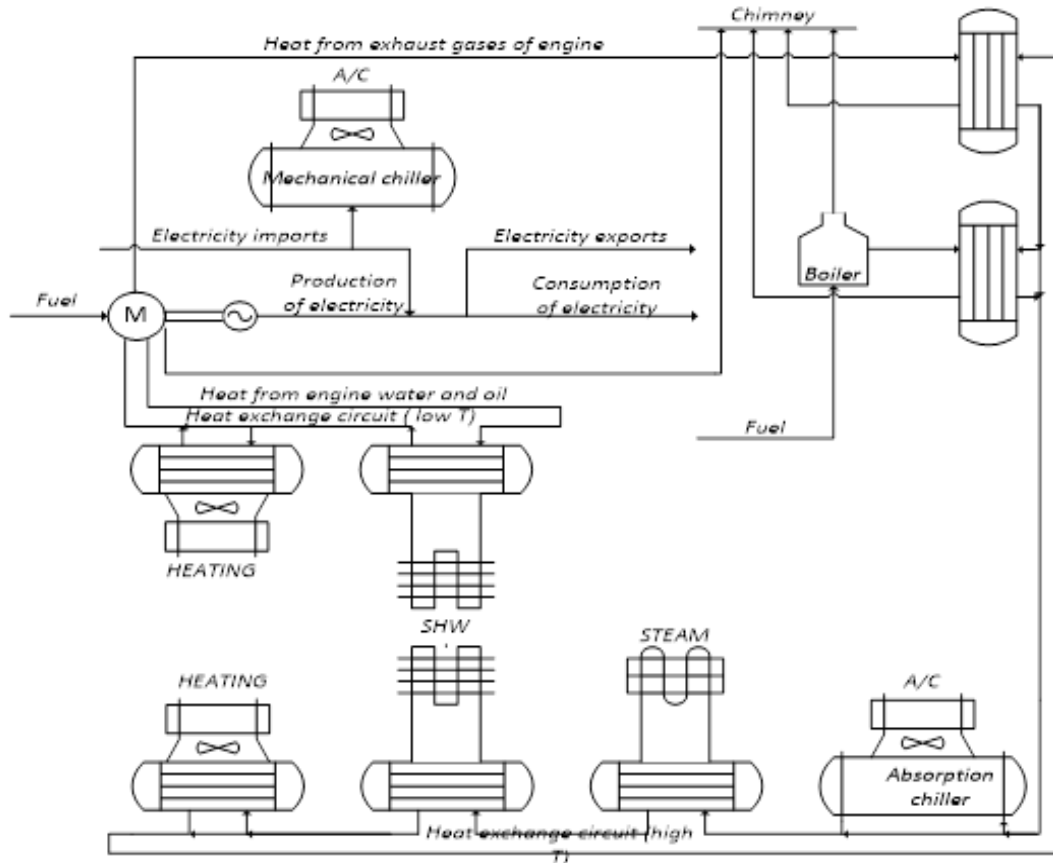 Chimney
Heat from exhaust gases of engine
A/C
Mechanical chiller
Electricity imports
Electricity exports
Boiler
Production
of electricity
Consumption
of electricity
Fuel
M
Heat from engine water and oil
Heat exchange circuit ( low T)
Fuel
HEATING
SHW
STEAM
HEATING
A/C
Absorption
chiller
Heat exchange circuit (high
T)